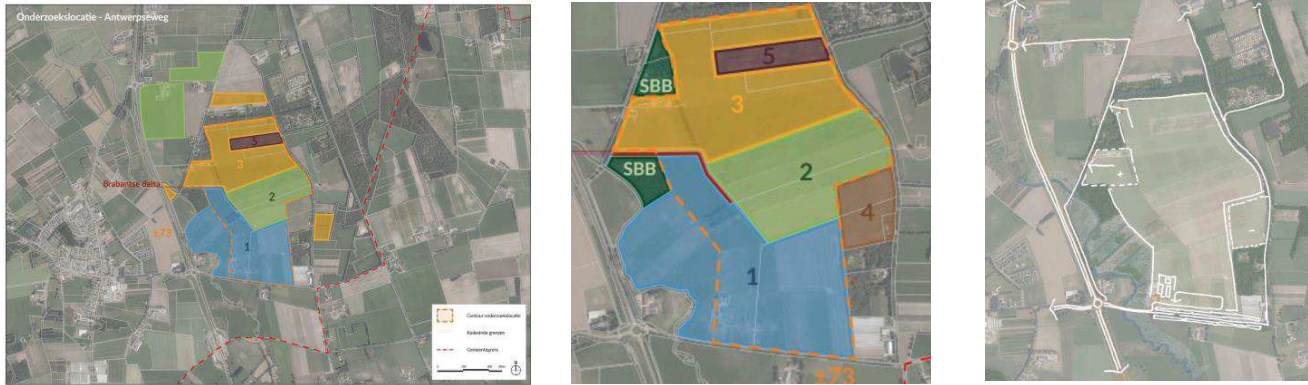 Onderzoekslocatie - Antwerpseweg
5
3
Brabantse delta
2
±73
1
Contour onderzoekslocatie
Kadastrale grenzen
Gemeentegrens
SBB
5
3
SBB
2
4
1
±73